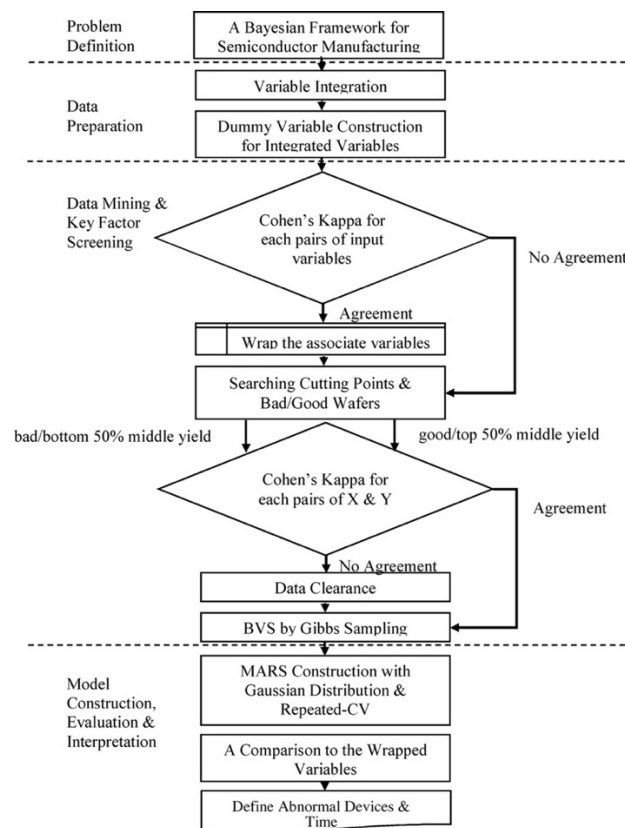 Problem
Definition
A Bayesian Framework for
Semiconductor Manufacturing
Variable Integration
Data
Preparation
Dummy Variable Construction
for Integrated Variables
Data Mining &
Key Factor
Screening
Cohen's Kappa for
each pairs of input
variables
No Agreement
Agreement
Wrap the associate variables
Searching Cutting Points &
Bad/Good Wafers
bad/bottom 50% middle yield
good/top 50% middle yield
Cohen's Kappa for
each pairs of X & Y
Agreement
No Agreement
Data Clearance
BVS by Gibbs Sampling
Model
Construction,
Evaluation &
Interpretation
MARS Construction with
Gaussian Distribution &
Repeated-CV
A Comparison to the Wrapped
Variables
Define Abnormal Devices &
Time